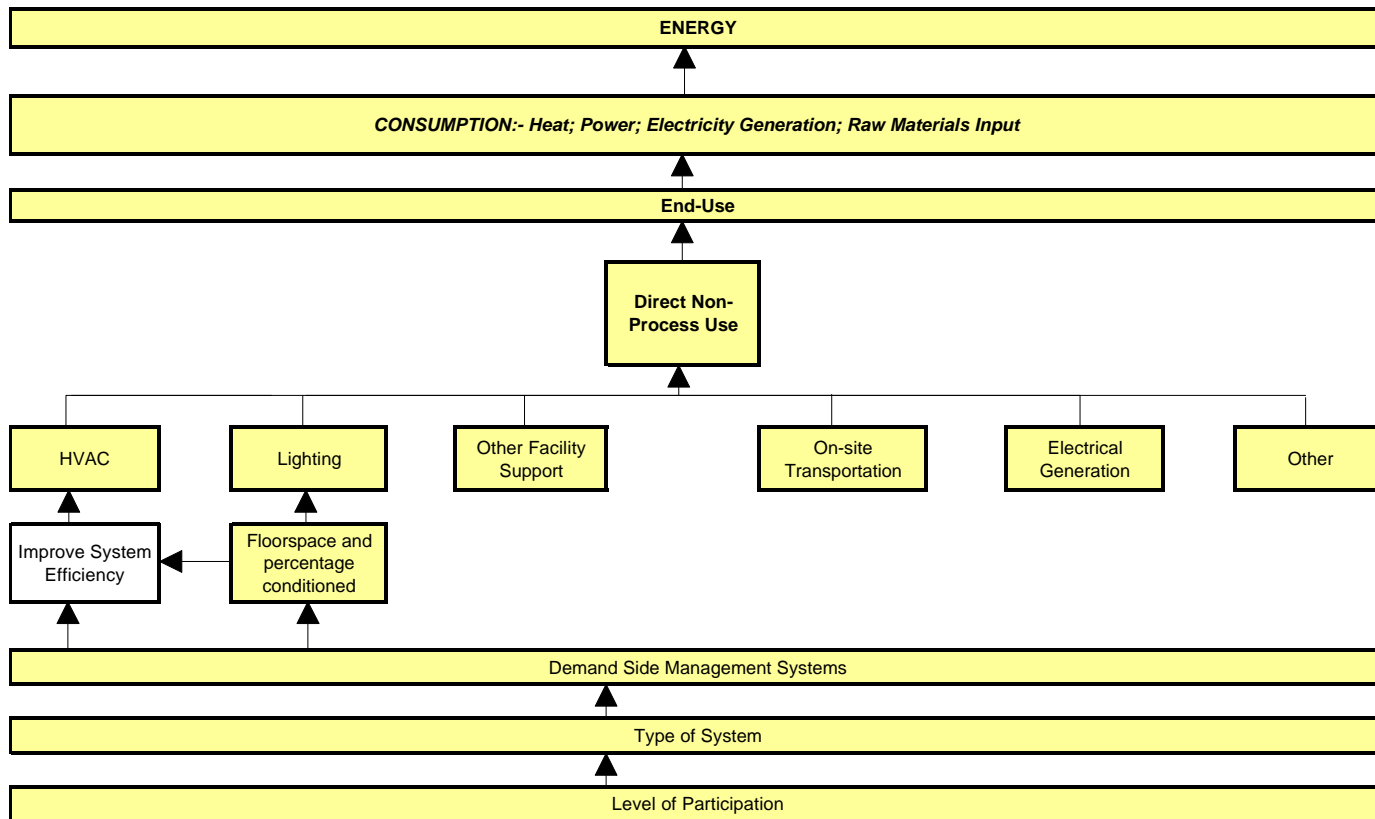 ENERGY
CONSUMPTION:- Heat; Power; Electricity Generation; Raw Materials Input
End-Use
Direct Non-
Process Use
HVAC
Lighting
Other Facility
Support
On-site
Transportation
Electrical
Generation
Other
Improve System
Efficiency
Floorspace and
percentage
conditioned
Demand Side Management Systems
Type of System
Level of Participation